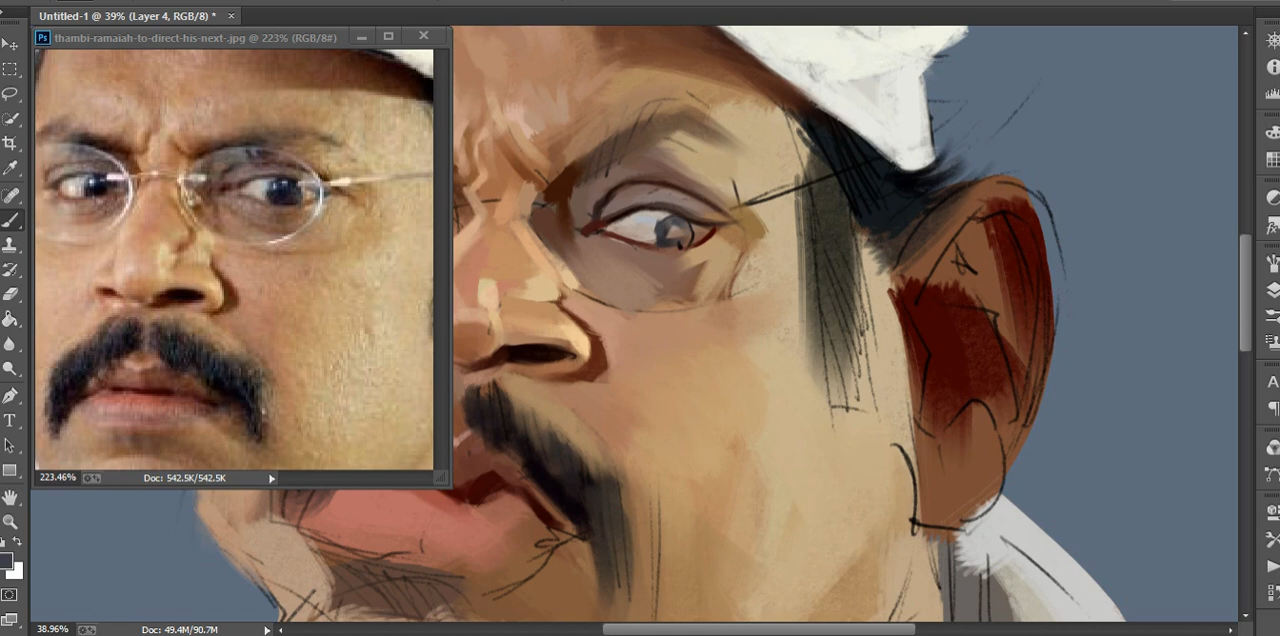 Untitled-1 @ 39% (Layer 4, RGB/8) * ×
Ps thambi-ramaiah-to-direct-his-next-.jpg @ 223% (RGB/8#)
223.46% Doc: 542.5K/542.5K
38.96% Doc: 49.4M/90.7M